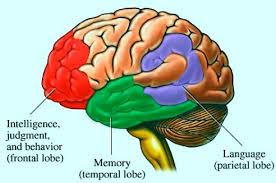 Intelligence,
judgment,
and behavior
(frontal lobe)
Memory
(temporal lobe)
Language
(parietal lobe)